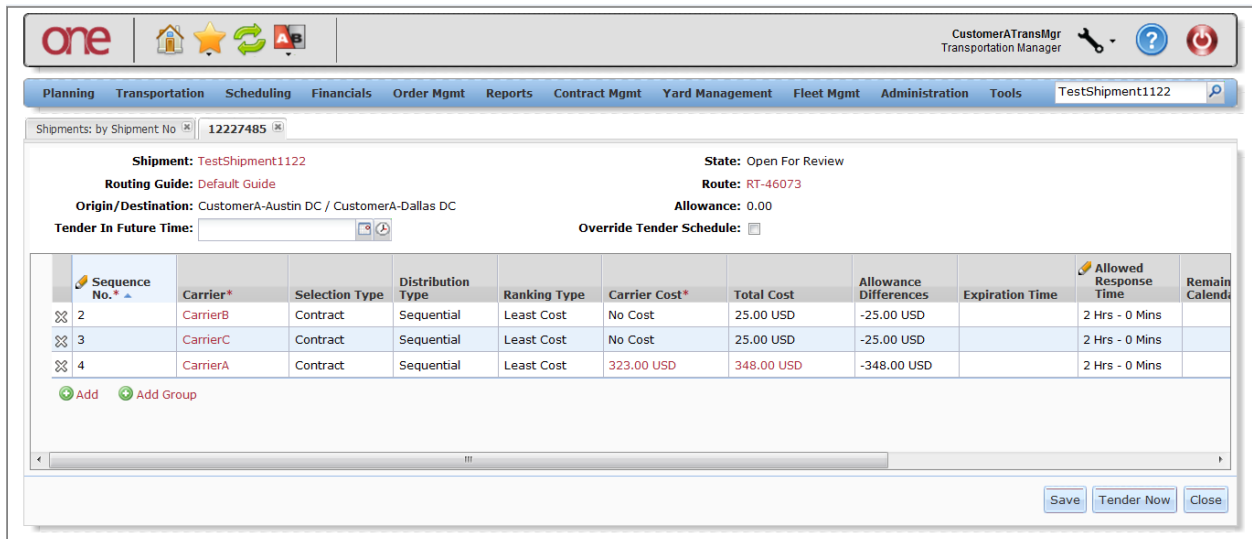 one
A B
CustomerATransMgr
Transportation Manager
?
Planning Transportation Scheduling Financials Order Mgmt Reports Contract Mgmt Yard Management Fleet Mgmt Administration Tools TestShipment1122
Shipments: by Shipment No 12227485
Shipment: TestShipment1122 State: Open For Review
Routing Guide: Default Guide Route: RT-46073
Origin/Destination: CustomerA-Austin DC / CustomerA-Dallas DC Allowance: 0.00
Tender In Future Time: Override Tender Schedule:
Sequence No.* Carrier* Selection Type Distribution Type Ranking Type Carrier Cost* Total Cost Allowance Differences Expiration Time Allowed Response Time Remain Calenda
2 CarrierB Contract Sequential Least Cost No Cost 25.00 USD -25.00 USD 2 Hrs - 0 Mins
3 CarrierC Contract Sequential Least Cost No Cost 25.00 USD -25.00 USD 2 Hrs - 0 Mins
4 CarrierA Contract Sequential Least Cost 323.00 USD 348.00 USD -348.00 USD 2 Hrs - 0 Mins
Add Add Group
Save Tender Now Close